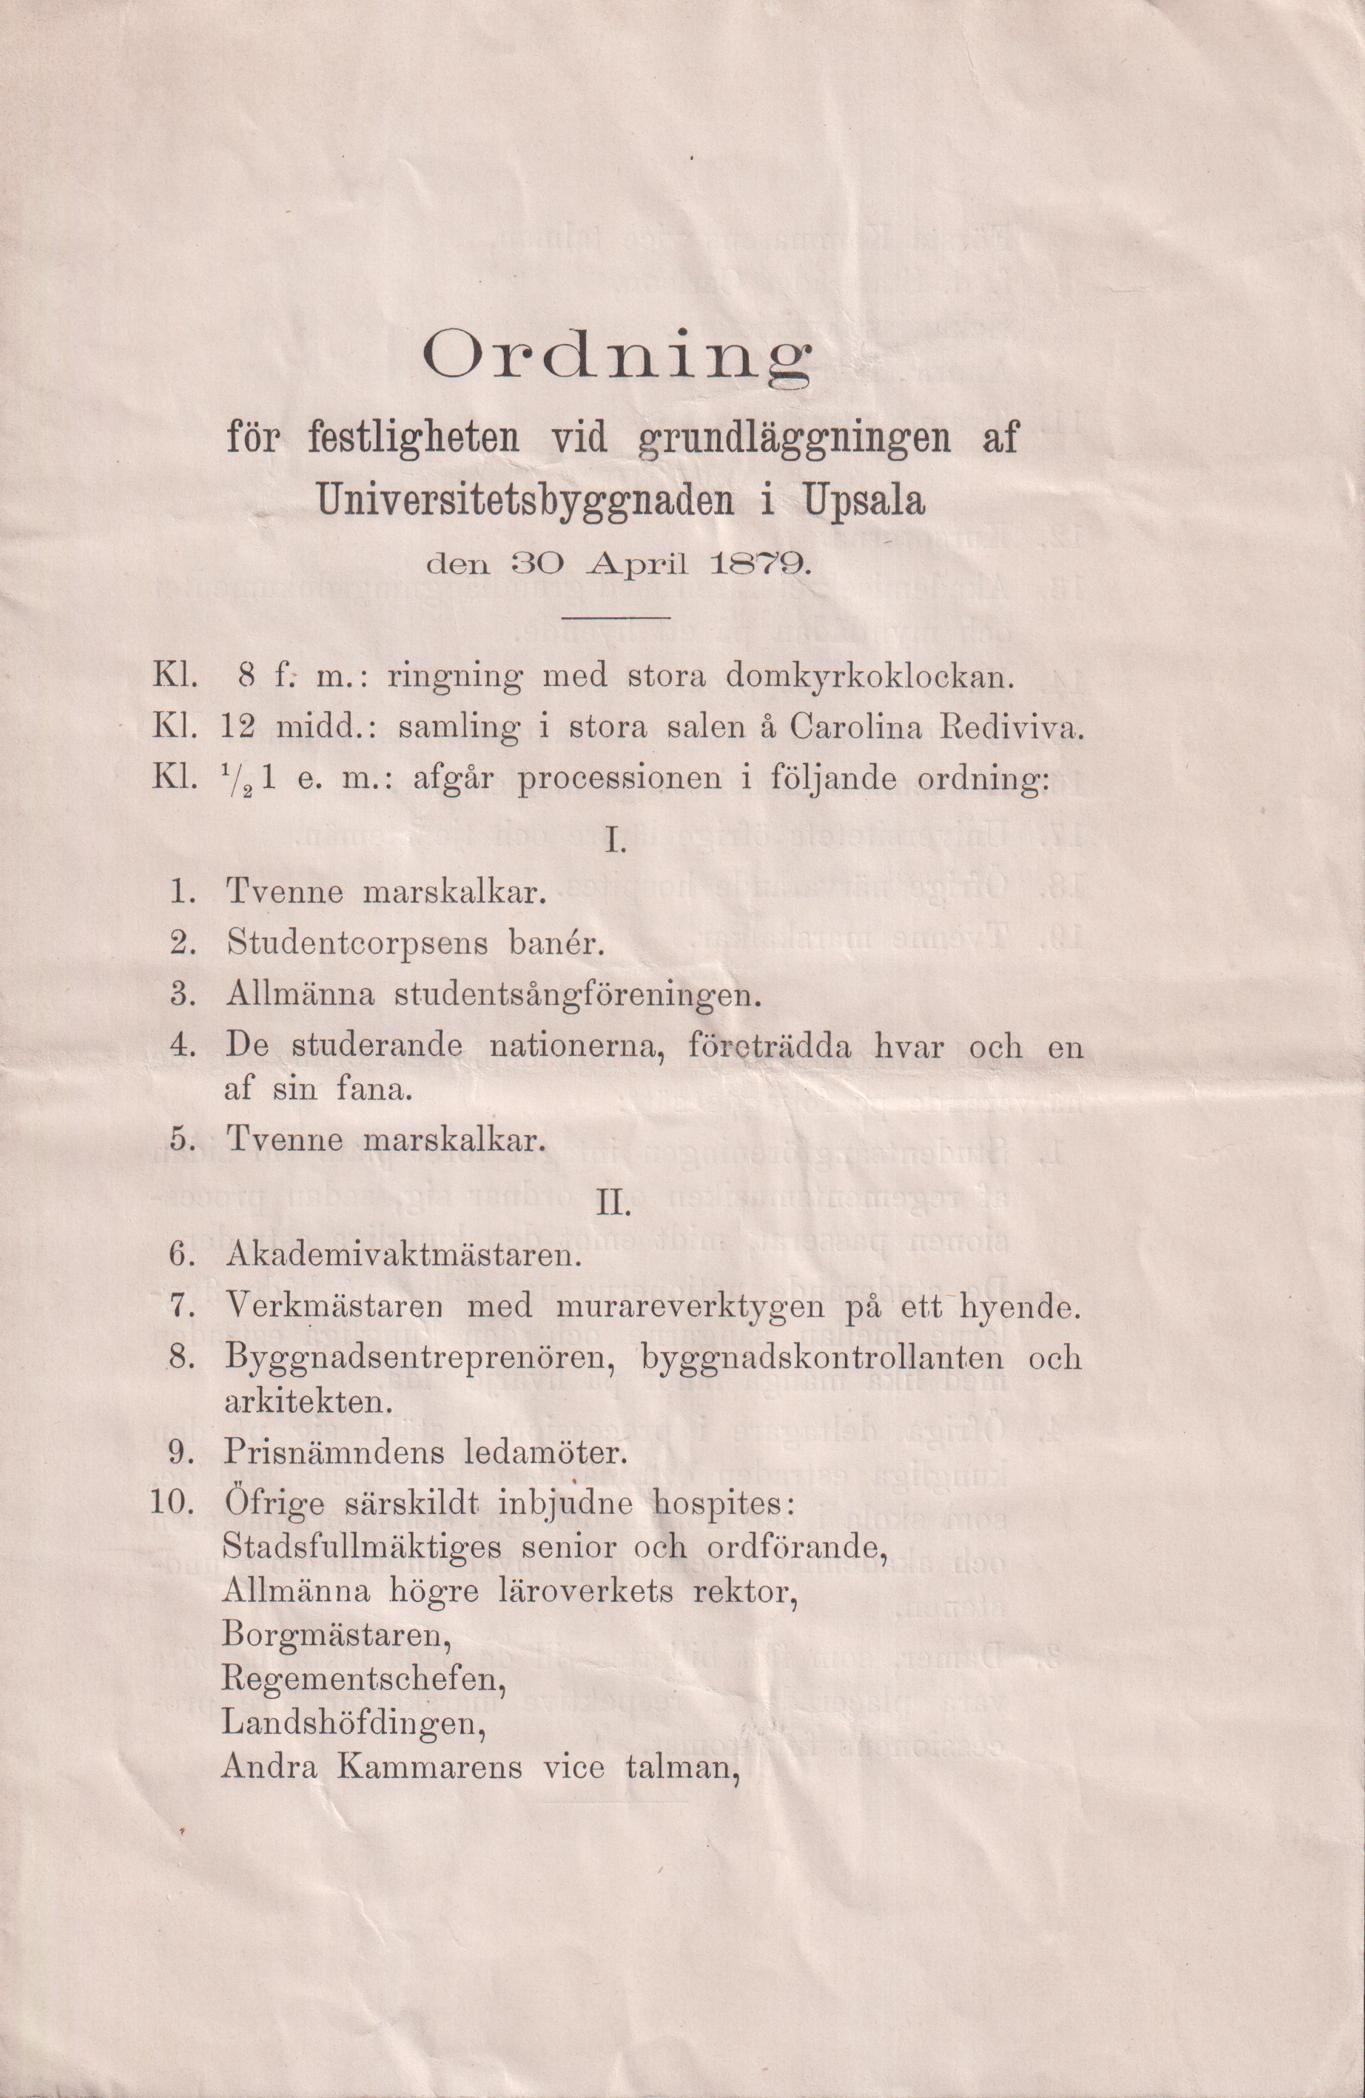 Ordning
för festligheten vid grundläggningen af
Universitetsbyggnaden i Upsala
den 30 April 1879.
Kl. 8 f. m.: ringning med stora domkyrkoklockan.
Kl. 12 midd.: samling i stora salen å Carolina Rediviva.
Kl. 1/2 1 e. m.: afgår processionen i följande ordning:
I.
1. Tvenne marskalkar.
2. Studentcorpsens banér.
3. Allmänna studentsångföreningen.
4. De studerande nationerna, företrädda hvar och en
af sin fana.
5. Tvenne marskalkar.
II.
6. Akademivaktmästaren.
7. Verkmästaren med murareverktygen på ett hyende.
8. Byggnadsentreprenören, byggnadskontrollanten och
arkitekten.
9. Prisnämndens ledamöter.
10. Öfrige särskildt inbjudne hospites:
Stadsfullmäktiges senior och ordförande,
Allmänna högre läroverkets rektor,
Borgmästaren,
Regementschefen,
Landshöfdingen,
Andra Kammarens vice talman,